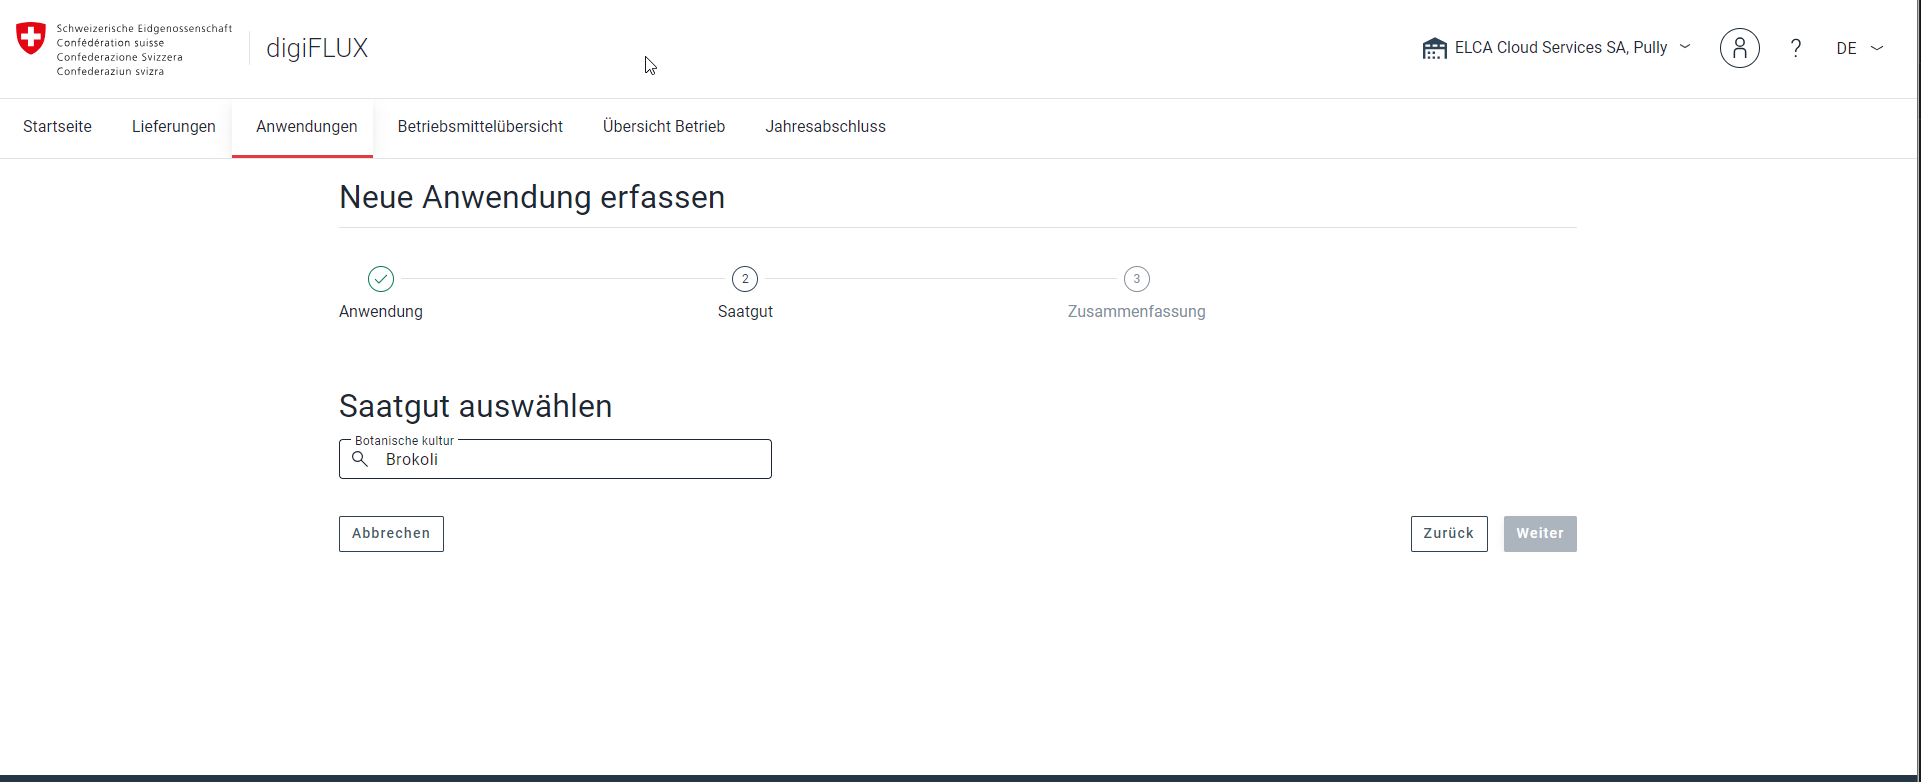 Schweizerische Eidgenossenschaft
Confédération suisse
Confederazione Svizzera
Confederaziun svizra
digiFLUX
ELCA Cloud Services SA, Pully
?
DE
Startseite
Lieferungen
Anwendungen
Betriebsmittelübersicht
Übersicht Betrieb
Jahresabschluss
Neue Anwendung erfassen
2
3
Anwendung
Saatgut
Zusammenfassung
Saatgut auswählen
Botanische kultur
Brokoli
Abbrechen
Zurück
Weiter